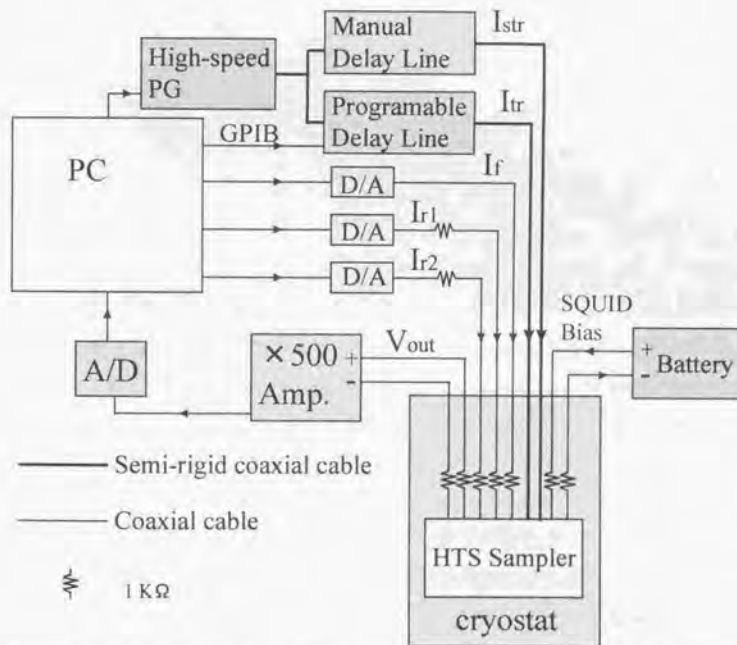 High-speed
PG
Manual
Delay Line
Istr
Programable
Delay Line
Itr
GPIB
PC
D/A
If
D/A
Ir1
D/A
Ir2
SQUID
Bias
+
-
Battery
Vout
×500
Amp.
+
-
A/D
Semi-rigid coaxial cable
Coaxial cable
1 KΩ
HTS Sampler
cryostat